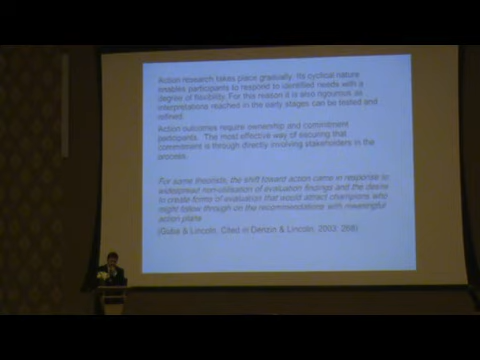 Action research takes place gradually. Its cyclical nature
enables participants to respond to identified needs with a
degree of flexibility. For this reason it is also rigourous as
interpretations reached in the early stages can be tested and
refined.
Action outcomes require ownership and commitment
participants. The most effective way of securing that
commitment is through directly involving stakeholders in the
process.
For some theorists, the shift toward action came in response to
widespread non-utilisation of evaluation findings and the desire
to create forms of evaluation that would attract champions who
might follow through on the recommendations with meaningful
action plans
(Guba & Lincoln, Cited in Denzin & Lincoln, 2003: